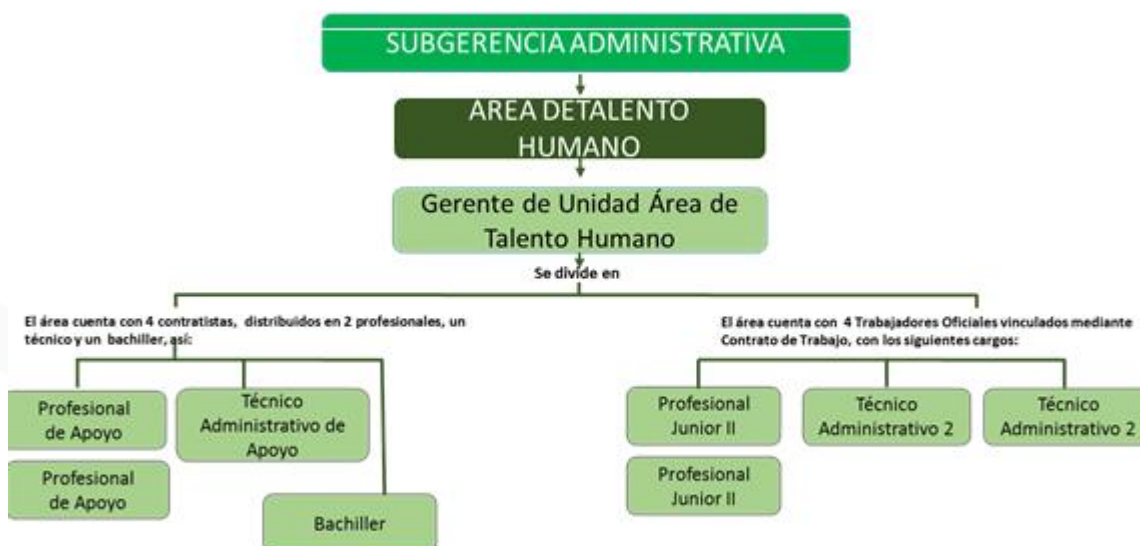 SUBGERENCIA ADMINISTRATIVA
AREA DETALENTO
HUMANO
Gerente de Unidad Área de
Talento Humano
Se divide en
El área cuenta con 4 contratistas, distribuidos en 2 profesionales, un
técnico y un bachiller, así:
Profesional
de Apoyo
Técnico
Administrativo de
Apoyo
Profesional
de Apoyo
Bachiller
El área cuenta con 4 Trabajadores Oficiales vinculados mediante
Contrato de Trabajo, con los siguientes cargos:
Profesional
Junior II
Técnico
Administrativo 2
Técnico
Administrativo 2
Profesional
Junior II